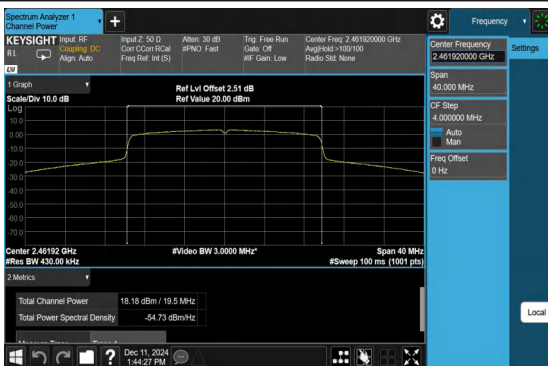 Spectrum Analyzer 1
Channel Power
Frequency
KEYSIGHT
RL
LXI
Input: RF
Coupling: DC
Align: Auto
Input Z: 50 Ω
Corr CCorr RCal
Freq Ref: Int (S)
Atten: 30 dB
#PNO: Fast
Trig: Free Run
Gate: Off
#IF Gain: Low
Center Freq: 2.461920000 GHz
Avg|Hold:>100/100
Radio Std: None
Center Frequency
2.461920000 GHz
Settings
Span
40.000 MHz
CF Step
4.000000 MHz
Auto
Man
Freq Offset
0 Hz
1 Graph
Scale/Div 10.0 dB
Ref Lvl Offset 2.51 dB
Ref Value 20.00 dBm
Log
10.0
0.00
-10.0
-20.0
-30.0
-40.0
-50.0
-60.0
-70.0
Center 2.46192 GHz
#Res BW 430.00 kHz
#Video BW 3.0000 MHz*
Span 40 MHz
#Sweep 100 ms (1001 pts)
2 Metrics
Total Channel Power 18.18 dBm / 19.5 MHz
Total Power Spectral Density -54.73 dBm/Hz
Local
?
Dec 11, 2024
1:44:27 PM